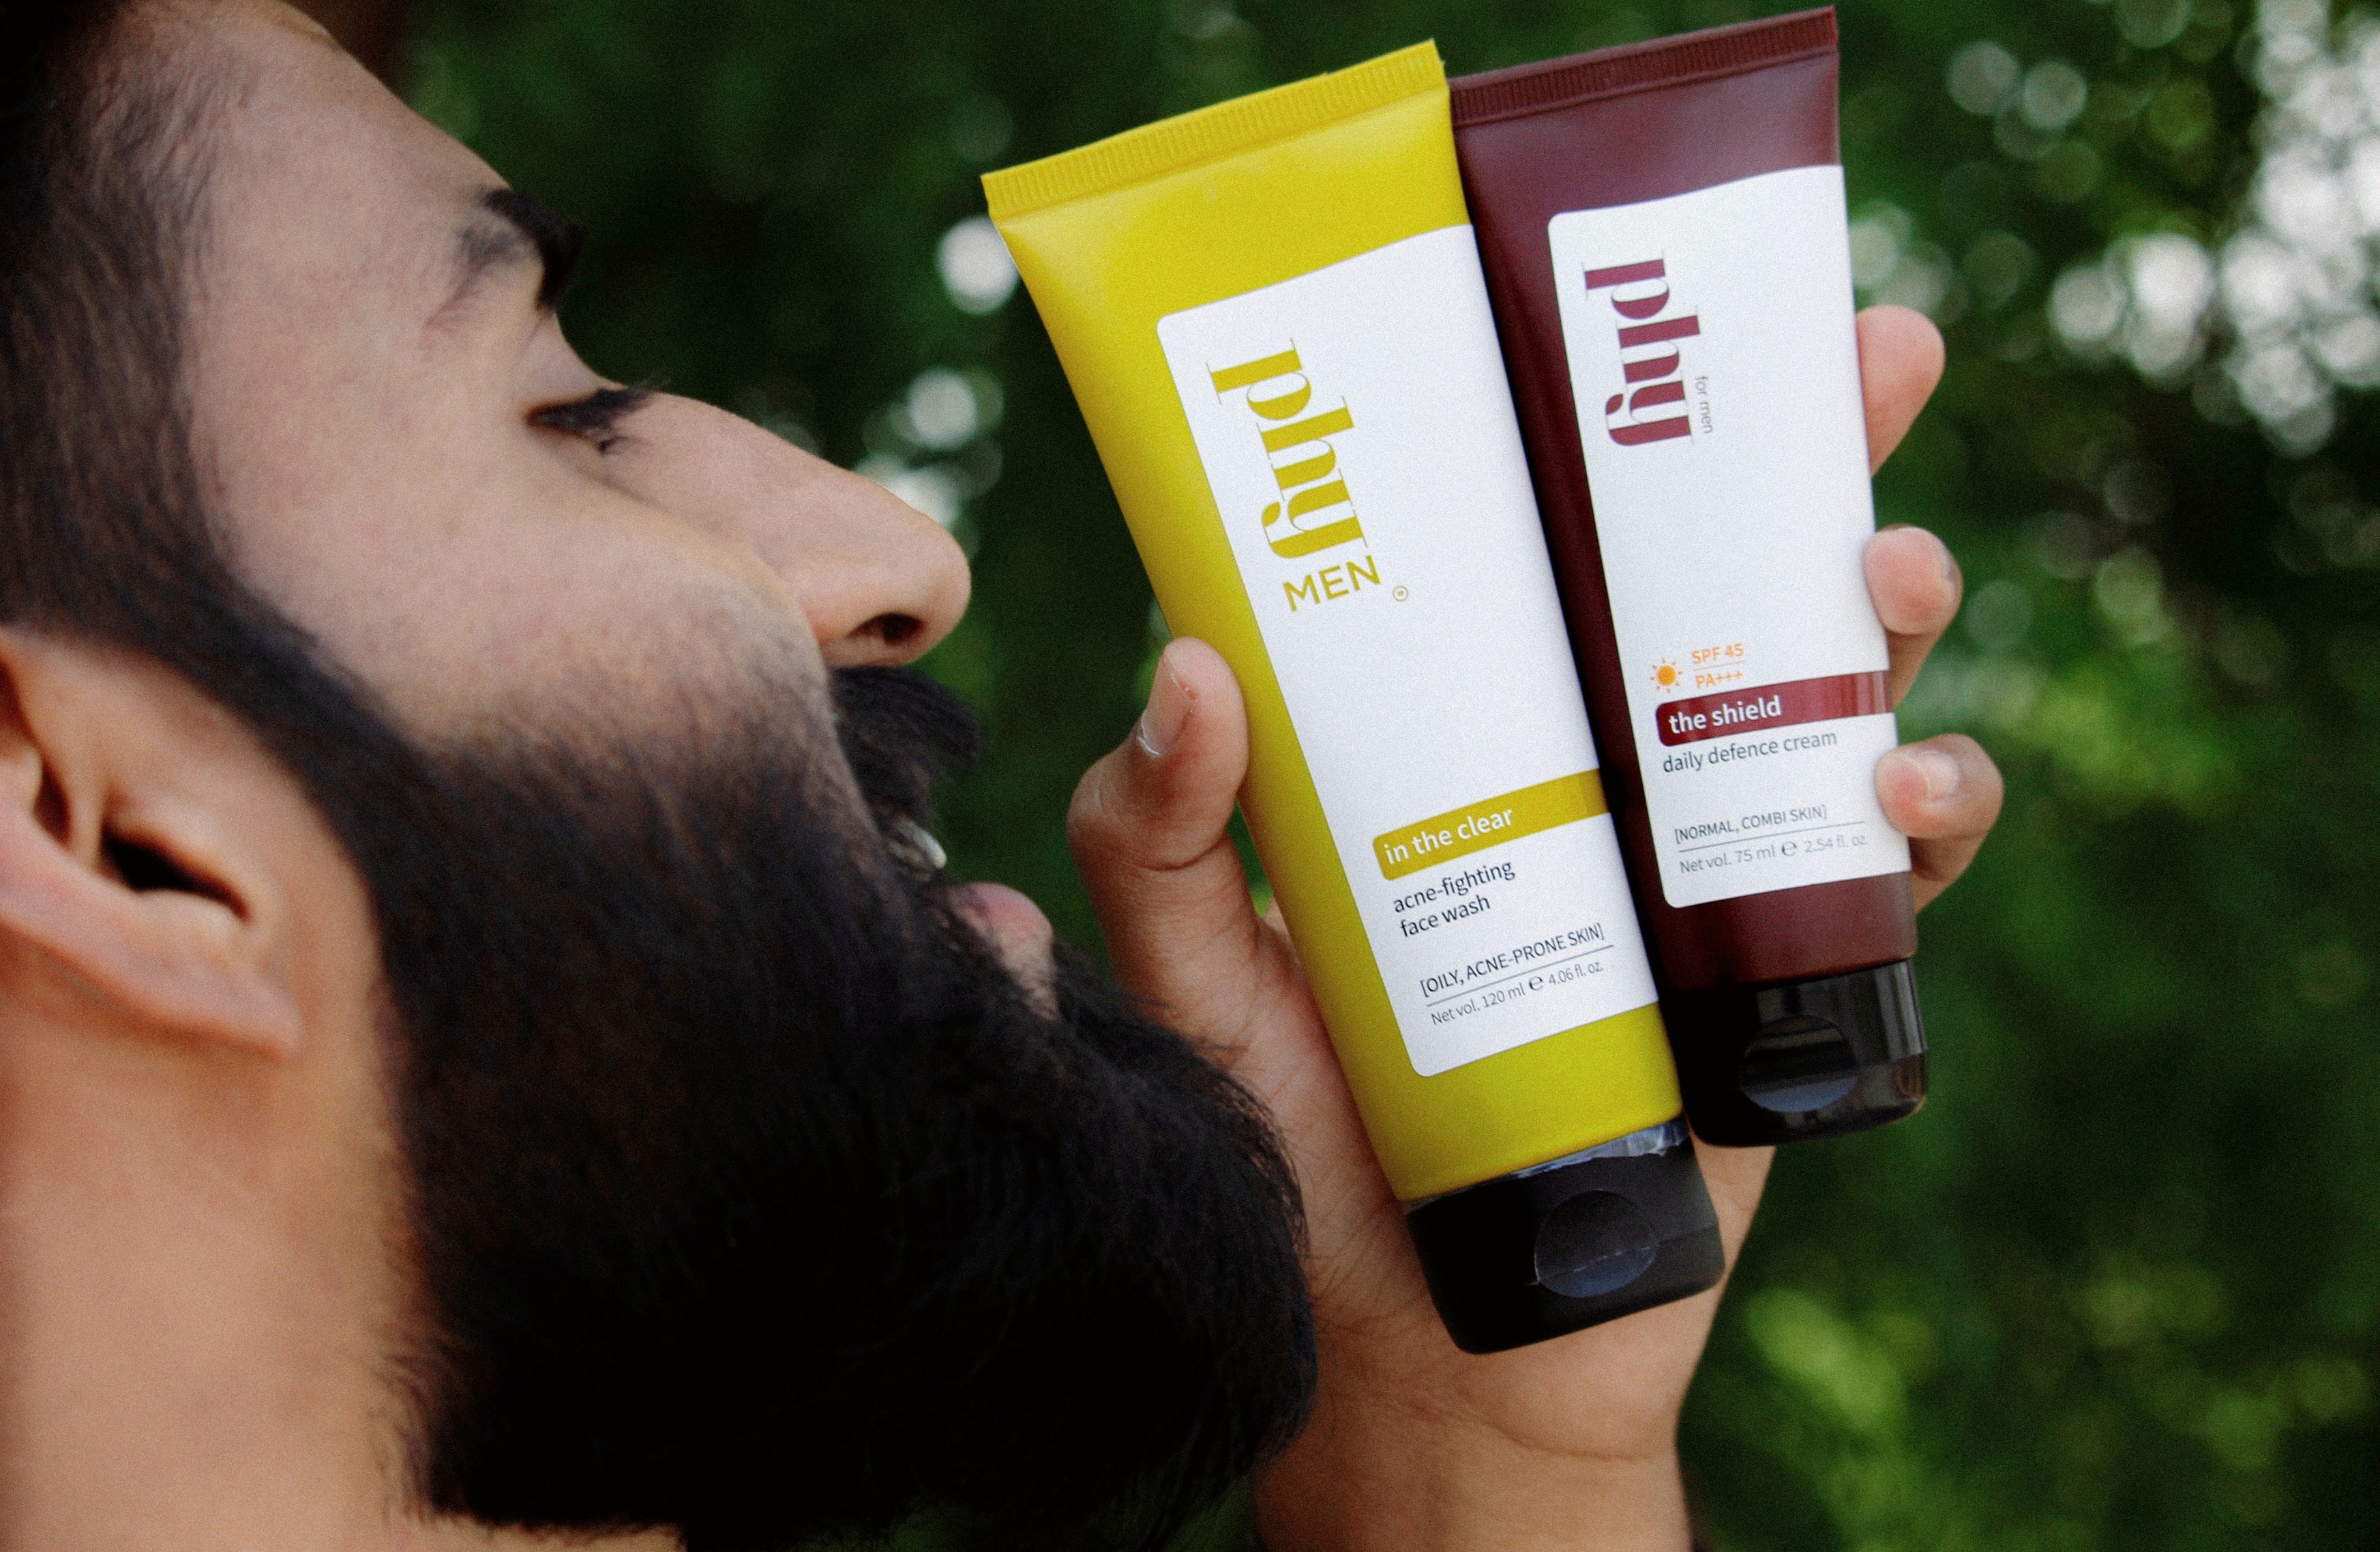 phy
MEN
in the clear
acne-fighting
face wash
[OILY, ACNE-PRONE SKIN]
Net vol. 120 ml ℮ 4.06 fl. oz.
phy
for men
SPF 45
PA+++
the shield
daily defence cream
[NORMAL, COMBI SKIN]
Net vol. 75 ml ℮ 2.54 fl. oz.